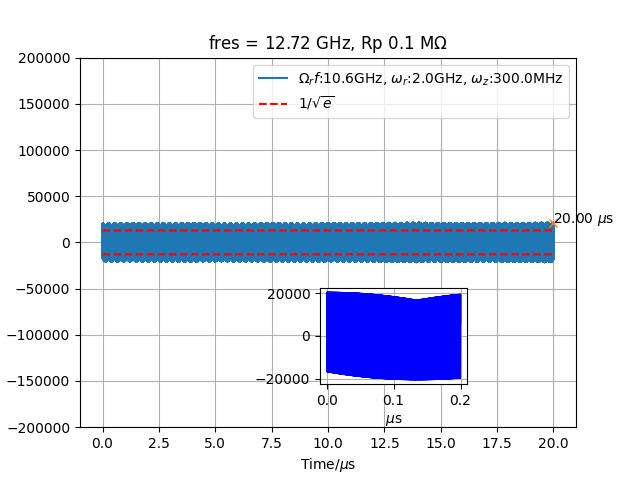 fres = 12.72 GHz, Rp 0.1 MΩ
200000
150000
100000
50000
0
−50000
−100000
−150000
−200000
Ω_r f:10.6GHz, ω_r:2.0GHz, ω_z:300.0MHz
1/√e
20.00 μs
20000
0
−20000
0.0 0.1 0.2
μs
0.0 2.5 5.0 7.5 10.0 12.5 15.0 17.5 20.0
Time/μs